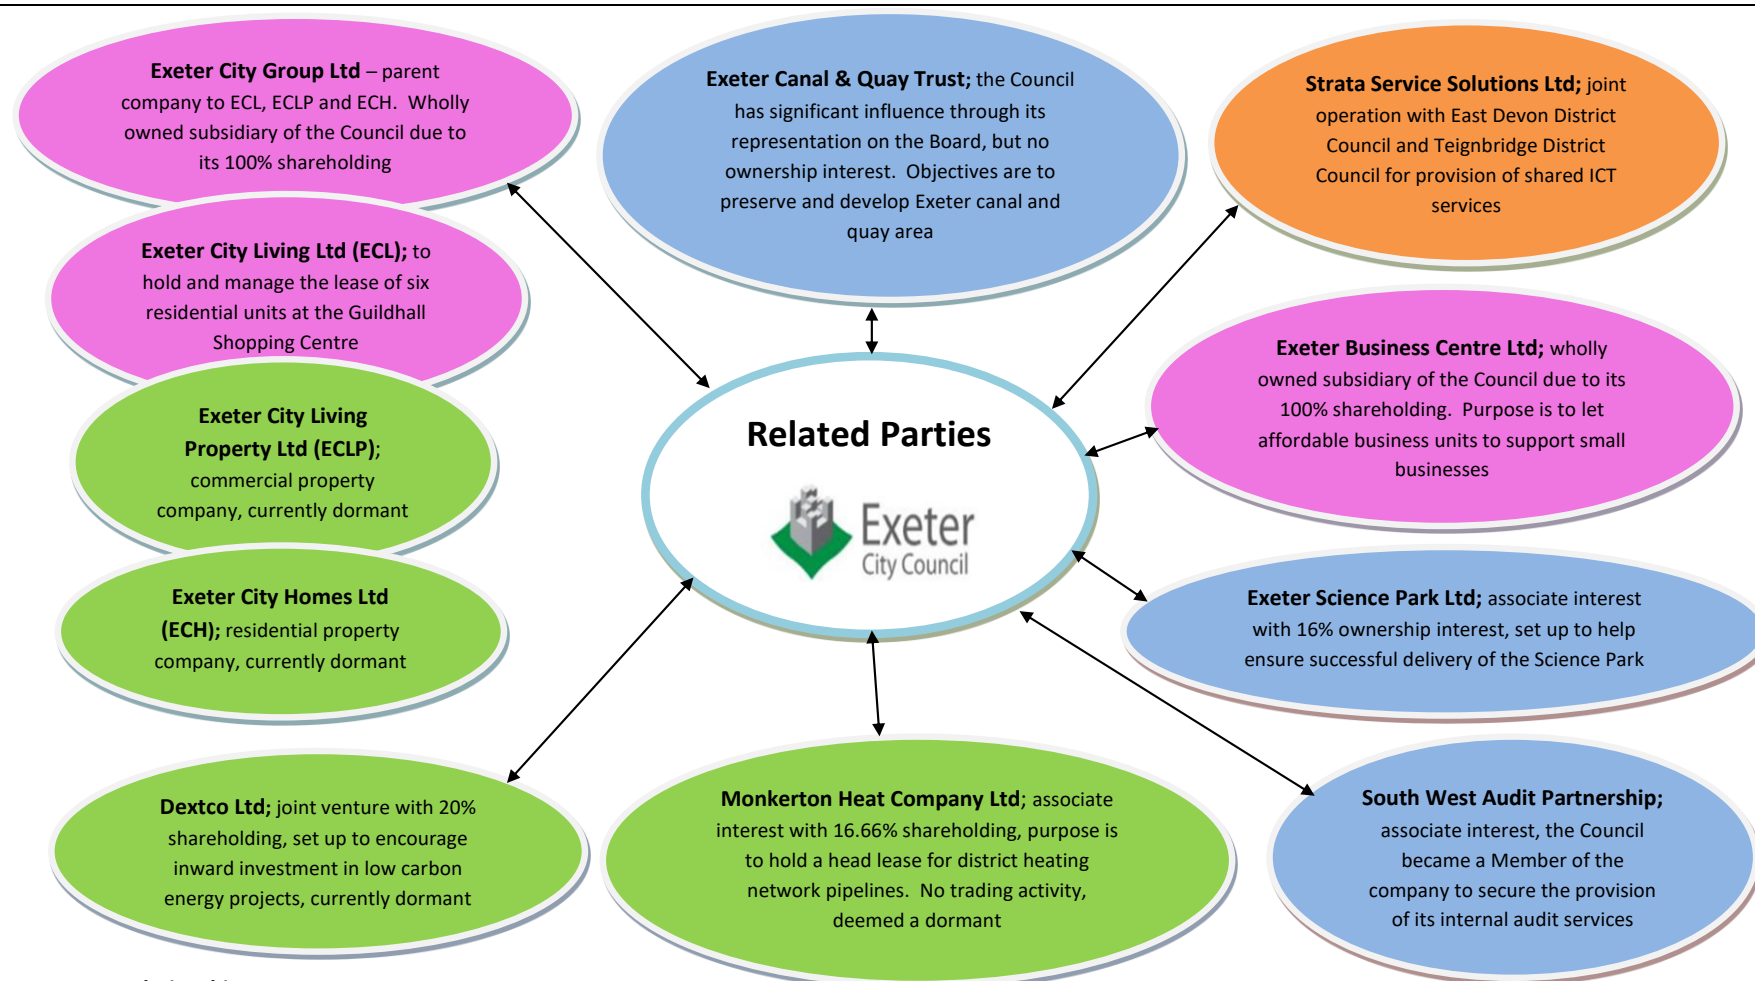 Exeter City Group Ltd – parent
company to ECL, ECLP and ECH. Wholly
owned subsidiary of the Council due to
its 100% shareholding
Exeter City Living Ltd (ECL); to
hold and manage the lease of six
residential units at the Guildhall
Shopping Centre
Exeter City Living
Property Ltd (ECLP);
commercial property
company, currently dormant
Exeter City Homes Ltd
(ECH); residential property
company, currently dormant
Dextco Ltd; joint venture with 20%
shareholding, set up to encourage
inward investment in low carbon
energy projects, currently dormant
Exeter Canal & Quay Trust; the Council
has significant influence through its
representation on the Board, but no
ownership interest. Objectives are to
preserve and develop Exeter canal and
quay area
Related Parties
Exeter
City Council
Monkerton Heat Company Ltd; associate
interest with 16.66% shareholding, purpose is
to hold a head lease for district heating
network pipelines. No trading activity,
deemed a dormant
Strata Service Solutions Ltd; joint
operation with East Devon District
Council and Teignbridge District
Council for provision of shared ICT
services
Exeter Business Centre Ltd; wholly
owned subsidiary of the Council due to its
100% shareholding. Purpose is to let
affordable business units to support small
businesses
Exeter Science Park Ltd; associate interest
with 16% ownership interest, set up to help
ensure successful delivery of the Science Park
South West Audit Partnership;
associate interest, the Council
became a Member of the
company to secure the provision
of its internal audit services